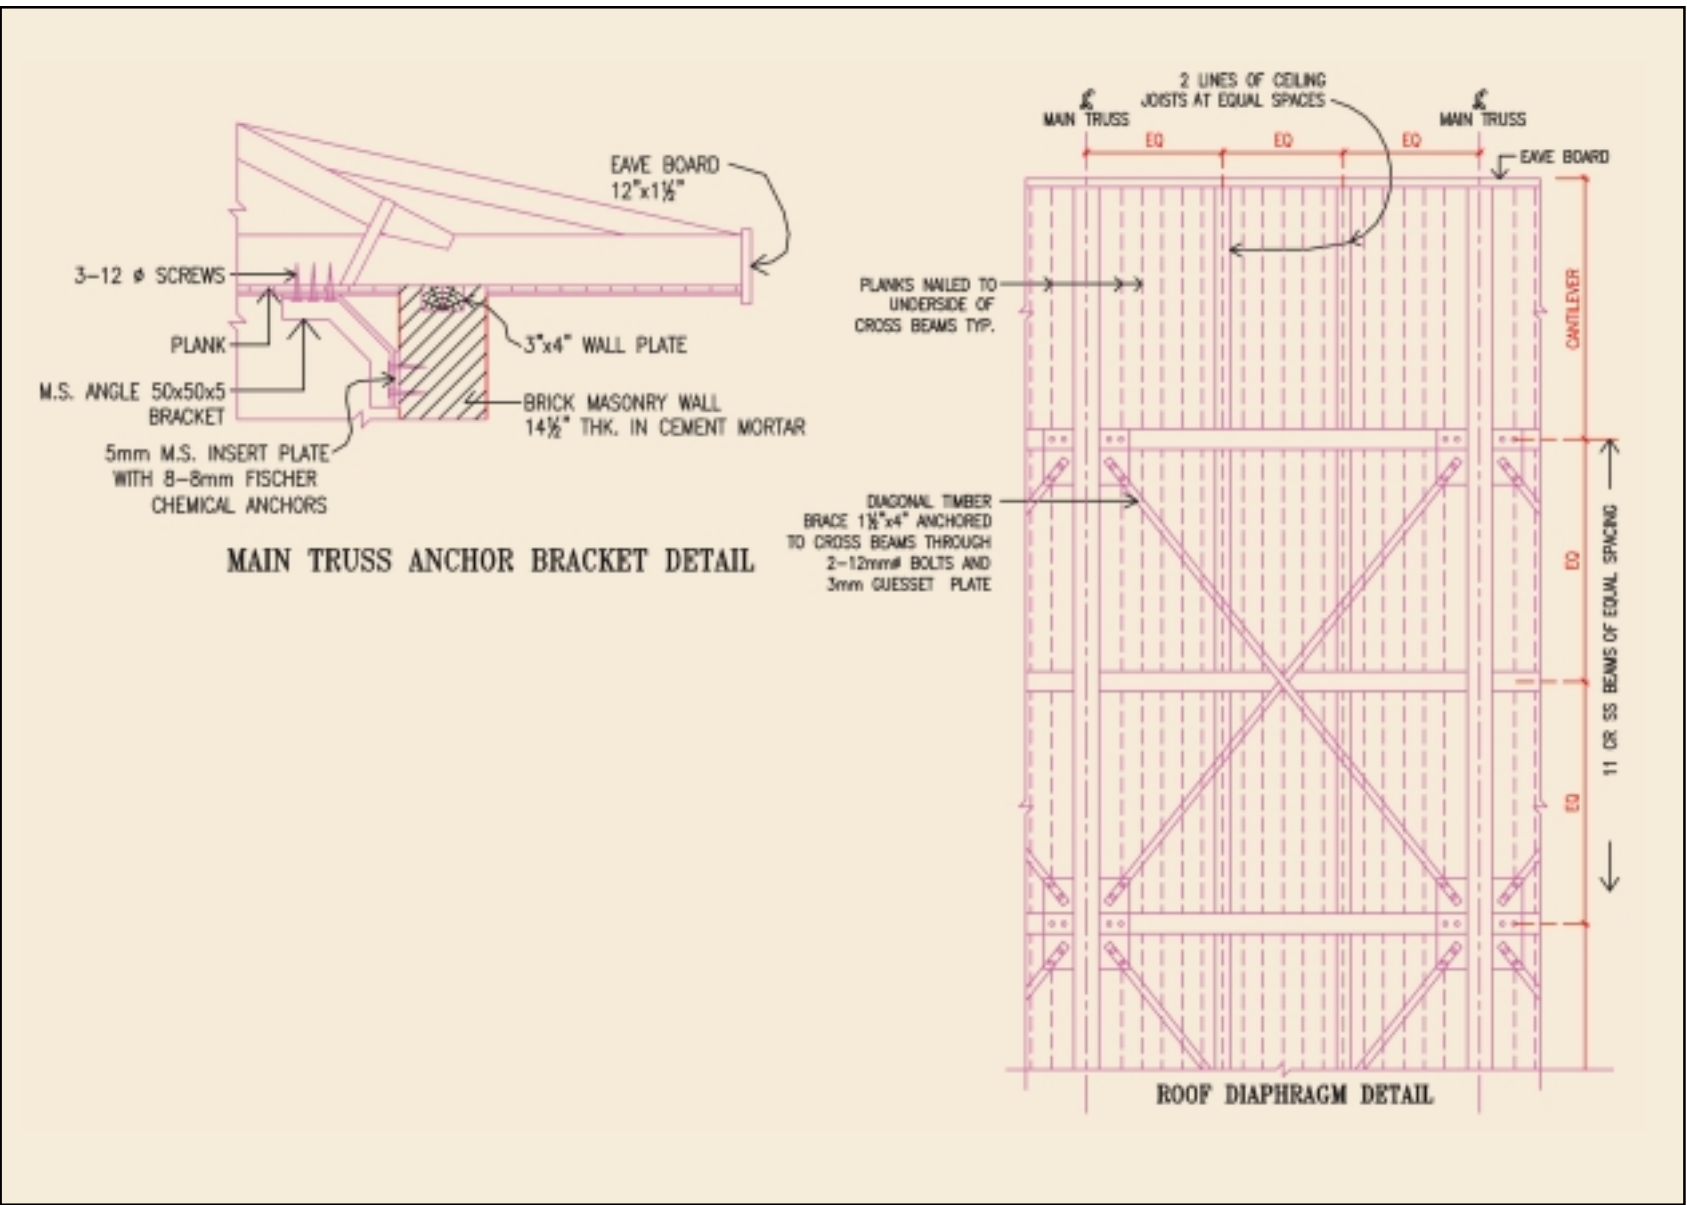 EAVE BOARD
12"x1½"
3-12 ø SCREWS
PLANK
3"x4" WALL PLATE
M.S. ANGLE 50x50x5
BRACKET
BRICK MASONRY WALL
14½" THK. IN CEMENT MORTAR
5mm M.S. INSERT PLATE
WITH 8-8mm FISCHER
CHEMICAL ANCHORS
MAIN TRUSS ANCHOR BRACKET DETAIL
2 LINES OF CEILING
JOISTS AT EQUAL SPACES
℄
MAIN TRUSS
℄
MAIN TRUSS
EQ
EQ
EQ
EAVE BOARD
PLANKS NAILED TO
UNDERSIDE OF
CROSS BEAMS TYP.
CANTILEVER
DIAGONAL TIMBER
BRACE 1½"x4" ANCHORED
TO CROSS BEAMS THROUGH
2-12mmø BOLTS AND
3mm GUESSET PLATE
EQ
EQ
11 CR SS BEAMS OF EQUAL SPACING
ROOF DIAPHRAGM DETAIL